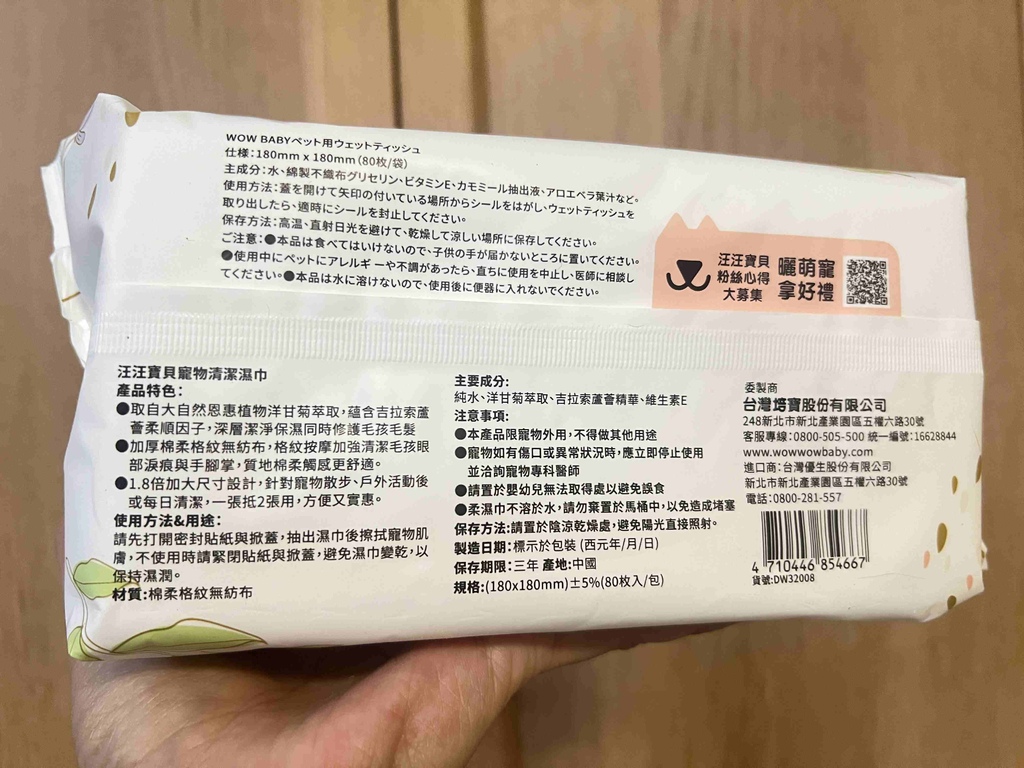 WOW BABYペット用ウェットティッシュ
仕様:180mm x 180mm(80枚/袋)
主成分:水、綿製不織布グリセリン、ビタミンE、カモミール抽出液、アロエベラ葉汁など。
使用方法:蓋を開けて矢印の付いている場所からシールをはがし、ウェットティッシュを
取り出したら、適時にシールを封止してください。
保存方法:高温、直射日光を避けて、乾燥して涼しい場所に保存してください。
ご注意:●本品は食べてはいけないので、子供の手が届かないところに置いてください。
●使用中にペットにアレルギーや不調があったら、直ちに使用を中止し、医師に相談し
てください。●本品は水に溶けないので、使用後に便器に入れないでください。
汪汪寶貝
粉絲心得
大募集
曬萌寵
拿好禮
汪汪寶貝寵物清潔濕巾
產品特色:
●取自大自然恩惠植物洋甘菊萃取,蘊含吉拉索蘆
薈柔順因子,深層潔淨保濕同時修護毛孩毛髮
●加厚棉柔格紋無紡布,格紋按摩加強清潔毛孩眼
部淚痕與手腳掌,質地棉柔觸感更舒適。
●1.8倍加大尺寸設計,針對寵物散步、戶外活動後
或每日清潔,一張抵2張用,方便又實惠。
使用方法&用途:
請先打開密封貼紙與掀蓋,抽出濕巾後擦拭寵物肌
膚,不使用時請緊閉貼紙與掀蓋,避免濕巾變乾,以
保持濕潤。
材質:棉柔格紋無紡布
主要成分:
純水、洋甘菊萃取、吉拉索蘆薈精華、維生素E
注意事項:
●本產品限寵物外用,不得做其他用途
●寵物如有傷口或異常狀況時,應立即停止使用
並洽詢寵物專科醫師
●請置於嬰幼兒無法取得處以避免誤食
●柔濕巾不溶於水,請勿棄置於馬桶中,以免造成堵塞
保存方法:請置於陰涼乾燥處,避免陽光直接照射。
製造日期:標示於包裝 (西元年/月/日)
保存期限:三年 產地:中國
規格:(180x180mm)±5%(80枚入/包)
委製商
台灣焙寶股份有限公司
248新北市新北產業園區五權六路30號
客服專線:0800-505-500 統一編號:16628844
www.wowwowbaby.com
進口商:台灣優生股份有限公司
新北市新北產業園區五權六路30號
電話:0800-281-557
4 710446 854667
貨號:DW32008